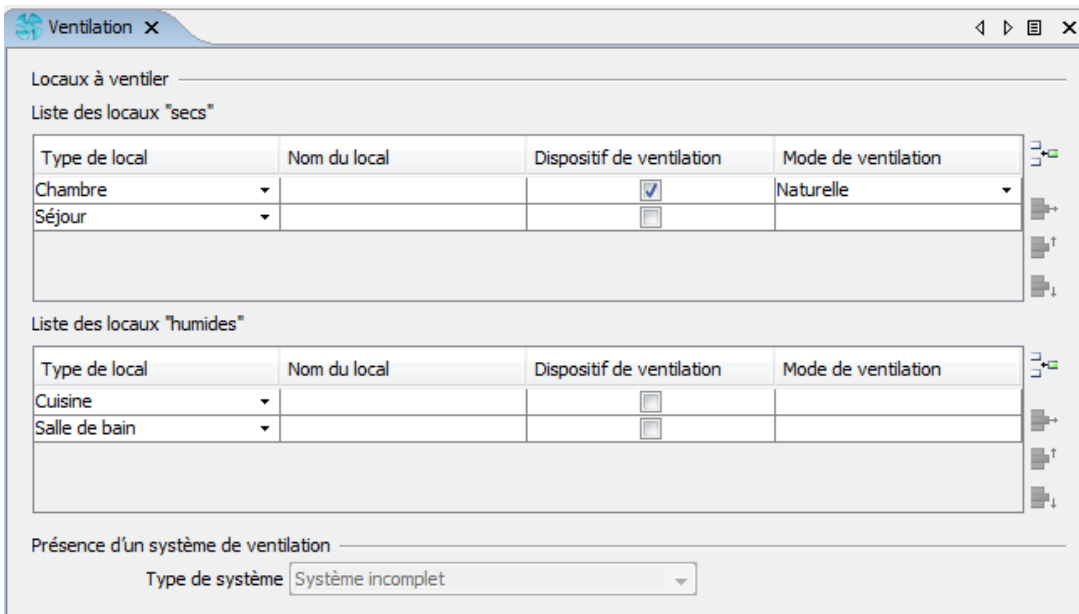 Ventilation
Locaux à ventiler
Liste des locaux "secs"
Type de local Nom du local Dispositif de ventilation Mode de ventilation
Chambre Naturelle
Séjour
Liste des locaux "humides"
Type de local Nom du local Dispositif de ventilation Mode de ventilation
Cuisine
Salle de bain
Présence d'un système de ventilation
Type de système Système incomplet